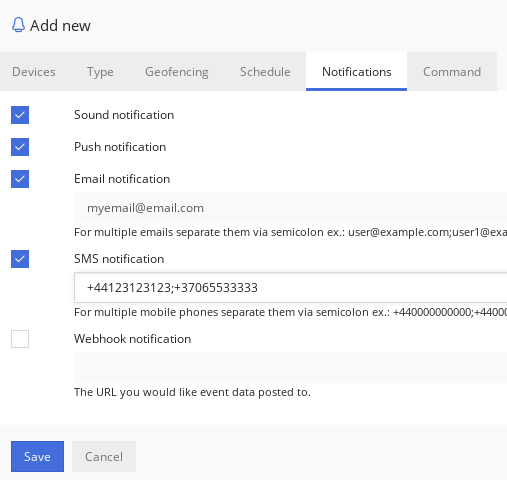 Add new
Devices Type Geofencing Schedule Notifications Command
Sound notification
Push notification
Email notification
myemail@email.com
For multiple emails separate them via semicolon ex.: user@example.com;user1@exa
SMS notification
+44123123123;+37065533333
For multiple mobile phones separate them via semicolon ex.: +440000000000;+44000
Webhook notification
The URL you would like event data posted to.
Save Cancel